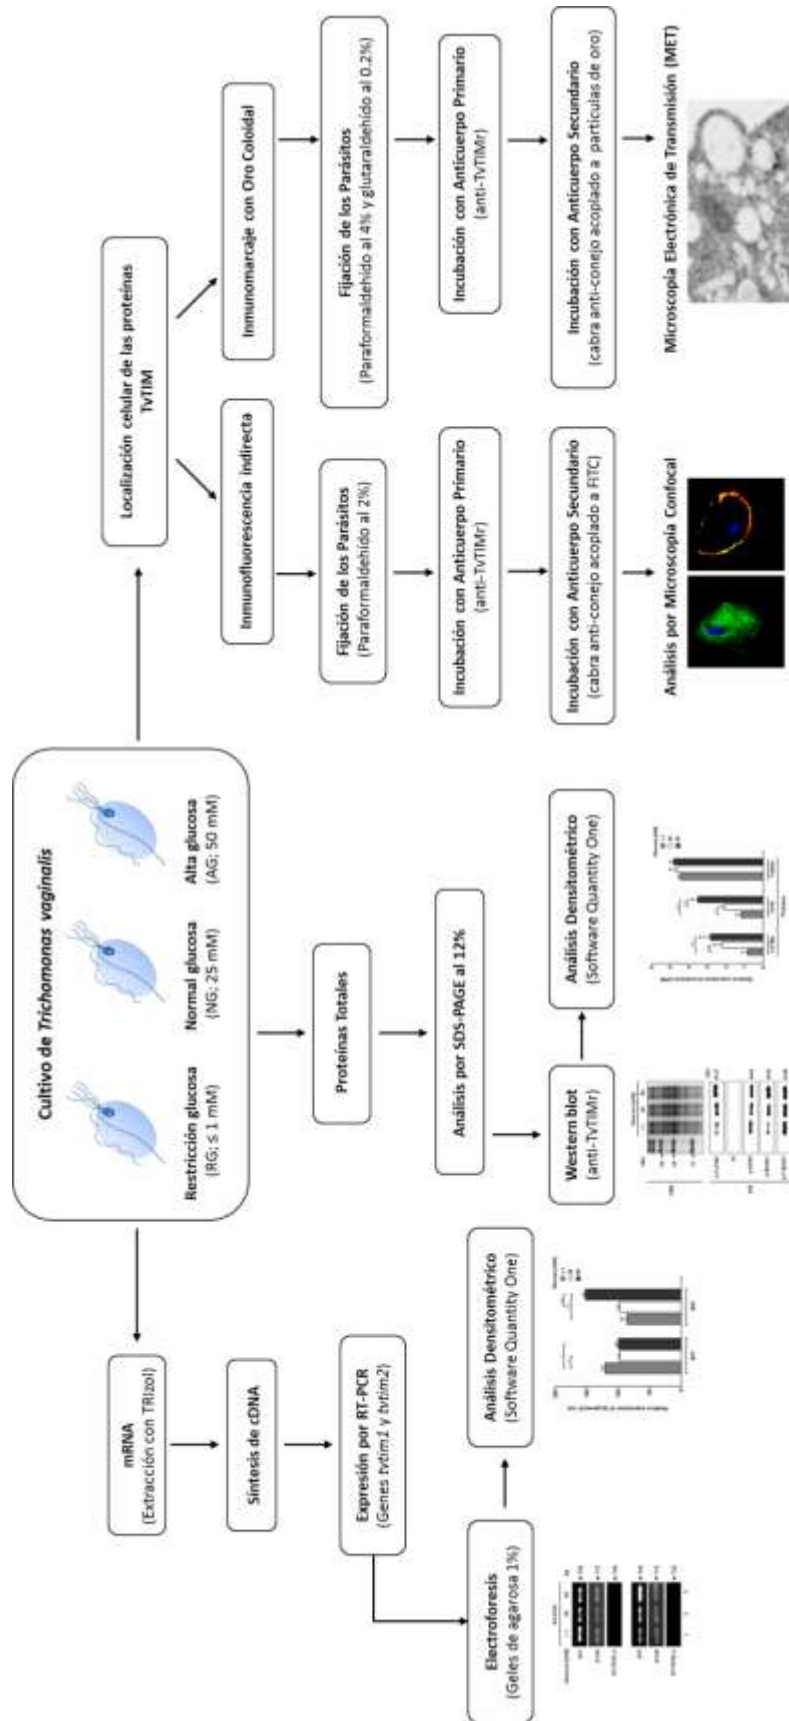 Cultivo de Trichomonas vaginalis
Restricción glucosa
(RG; ≤ 1 mM)
Normal glucosa
(NG; 25 mM)
Alta glucosa
(AG; 50 mM)
mRNA
(Extracción con TRIzol)
Síntesis de cDNA
Expresión por RT-PCR
(Genes tvtim1 y tvtim2)
Electroforesis
(Geles de agarosa 1%)
Análisis Densitométrico
(Software Quantity One)
Proteínas Totales
Análisis por SDS-PAGE al 12%
Western blot
(anti-TvTIMr)
Análisis Densitométrico
(Software Quantity One)
Localización celular de las proteínas
TvTIM
Inmunofluorescencia indirecta
Fijación de los Parásitos
(Paraformaldehído al 2%)
Incubación con Anticuerpo Primario
(anti-TvTIMr)
Incubación con Anticuerpo Secundario
(cabra anti-conejo acoplado a FITC)
Análisis por Microscopia Confocal
Inmunomarcaje con Oro Coloidal
Fijación de los Parásitos
(Paraformaldehído al 4% y glutaraldehído al 0.2%)
Incubación con Anticuerpo Primario
(anti-TvTIMr)
Incubación con Anticuerpo Secundario
(cabra anti-conejo acoplado a partículas de oro)
Microscopia Electrónica de Transmisión (MET)